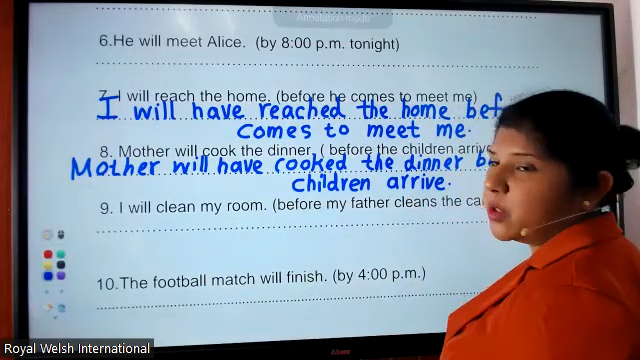 Annotation mode
6.He will meet Alice. (by 8:00 p.m. tonight)
7. I will reach the home. (before he comes to meet me)
I will have reached the home bef
comes to meet me.
8. Mother will cook the dinner. ( before the children arrive
Mother will have cooked the dinner b
children arrive.
9. I will clean my room. (before my father cleans the ca
10.The football match will finish. (by 4:00 p.m.)
Royal Welsh International